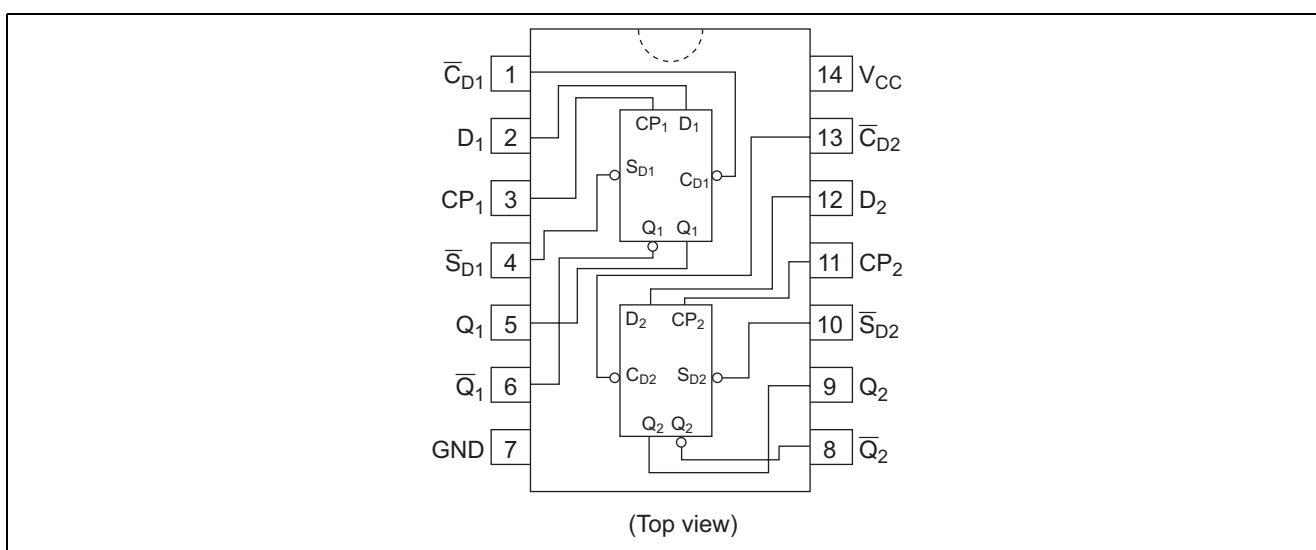 C̅D1 1
D1 2
CP1 3
S̅D1 4
Q1 5
Q̅1 6
GND 7
14 VCC
13 C̅D2
12 D2
11 CP2
10 S̅D2
9 Q2
8 Q̅2
CP1 D1
SD1
CD1
Q1 Q1
D2 CP2
CD2 SD2
Q2 Q2
(Top view)